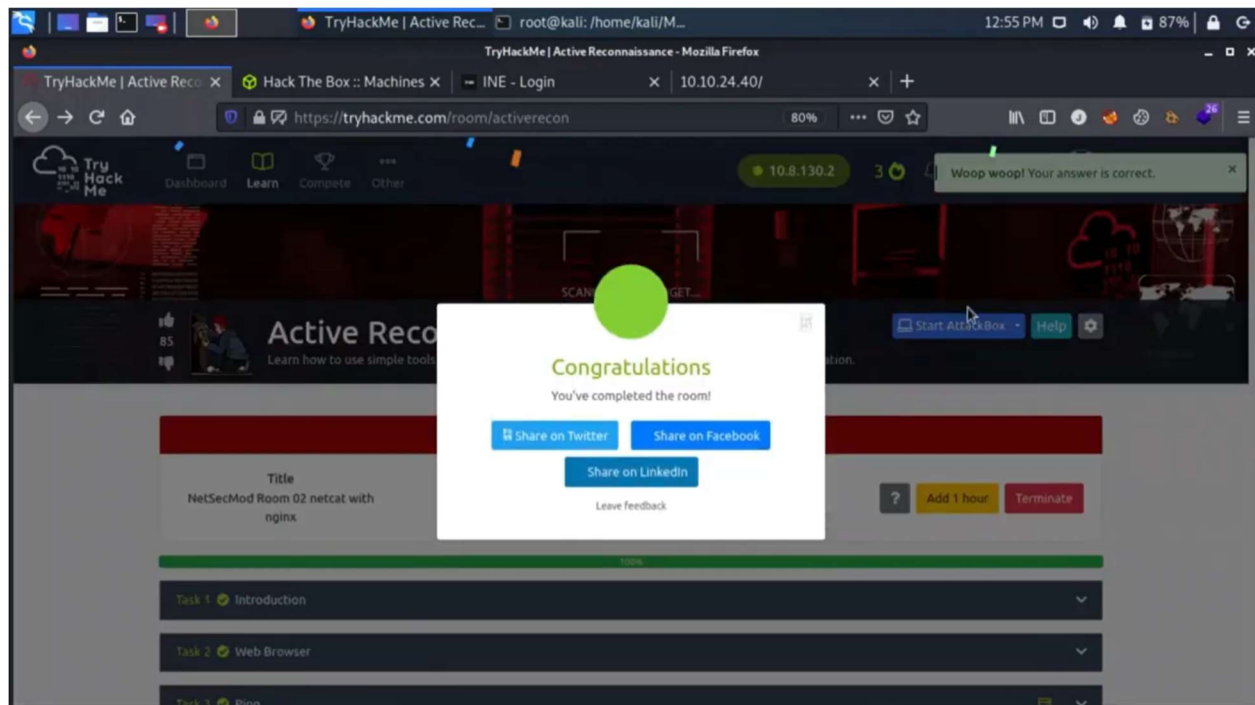 TryHackMe | Active Rec...
root@kali: /home/kali/M...
12:55 PM
87%
TryHackMe | Active Reconnaissance - Mozilla Firefox
TryHackMe | Active Reco
Hack The Box :: Machines
INE - Login
10.10.24.40/
https://tryhackme.com/room/activerecon
80%
26
Try
Hack
Me
Dashboard
Learn
Compete
Other
10.8.130.2
3
Woop woop! Your answer is correct.
85
Active Reco
Learn how to use simple tools
ation.
Start AttackBox
Help
Congratulations
You've completed the room!
Share on Twitter
Share on Facebook
Share on LinkedIn
Leave feedback
Title
NetSecMod Room 02 netcat with
nginx
?
Add 1 hour
Terminate
100%
Task 1 Introduction
Task 2 Web Browser
Task 3 Ping